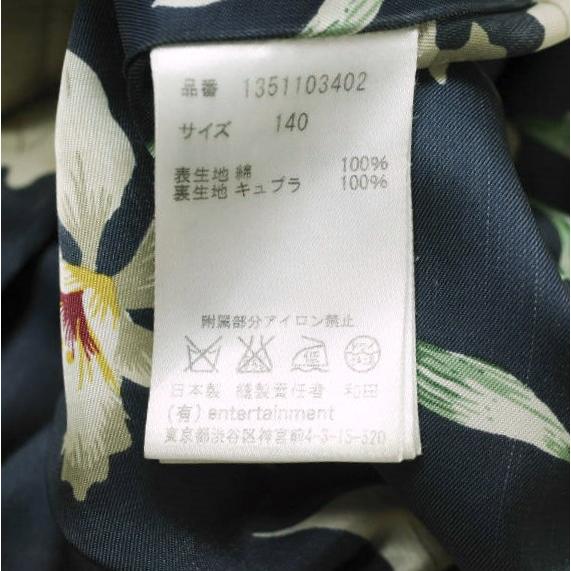 品番 1351103402
サイズ 140
表生地 綿 100%
裏生地 キュプラ 100%
附属部分アイロン禁止
日本製 縫製責任者 和田
(有) entertainment
東京都渋谷区神宮前4-3-15-320